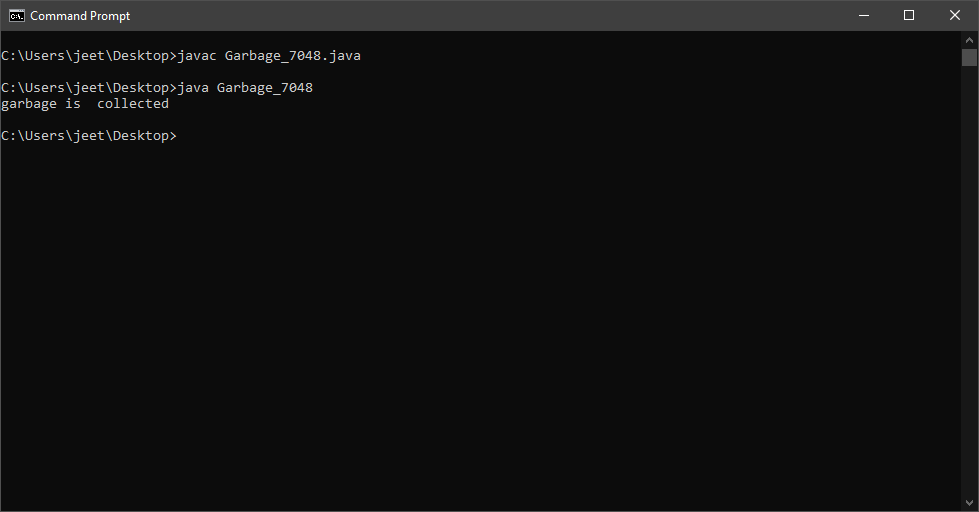 Command Prompt
C:\Users\jeet\Desktop>javac Garbage_7048.java
C:\Users\jeet\Desktop>java Garbage_7048
garbage is  collected
C:\Users\jeet\Desktop>